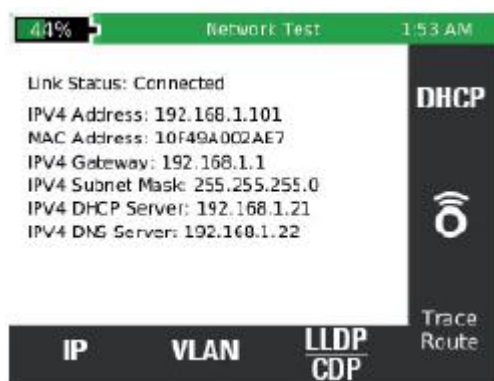 44% Network Test 1:53 AM
Link Status: Connected
IPV4 Address: 192.168.1.101
MAC Address: 10F49A002AE7
IPV4 Gateway: 192.168.1.1
IPV4 Subnet Mask: 255.255.255.0
IPV4 DHCP Server: 192.168.1.21
IPV4 DNS Server: 192.168.1.22
DHCP
Trace
Route
IP VLAN LLDP
CDP